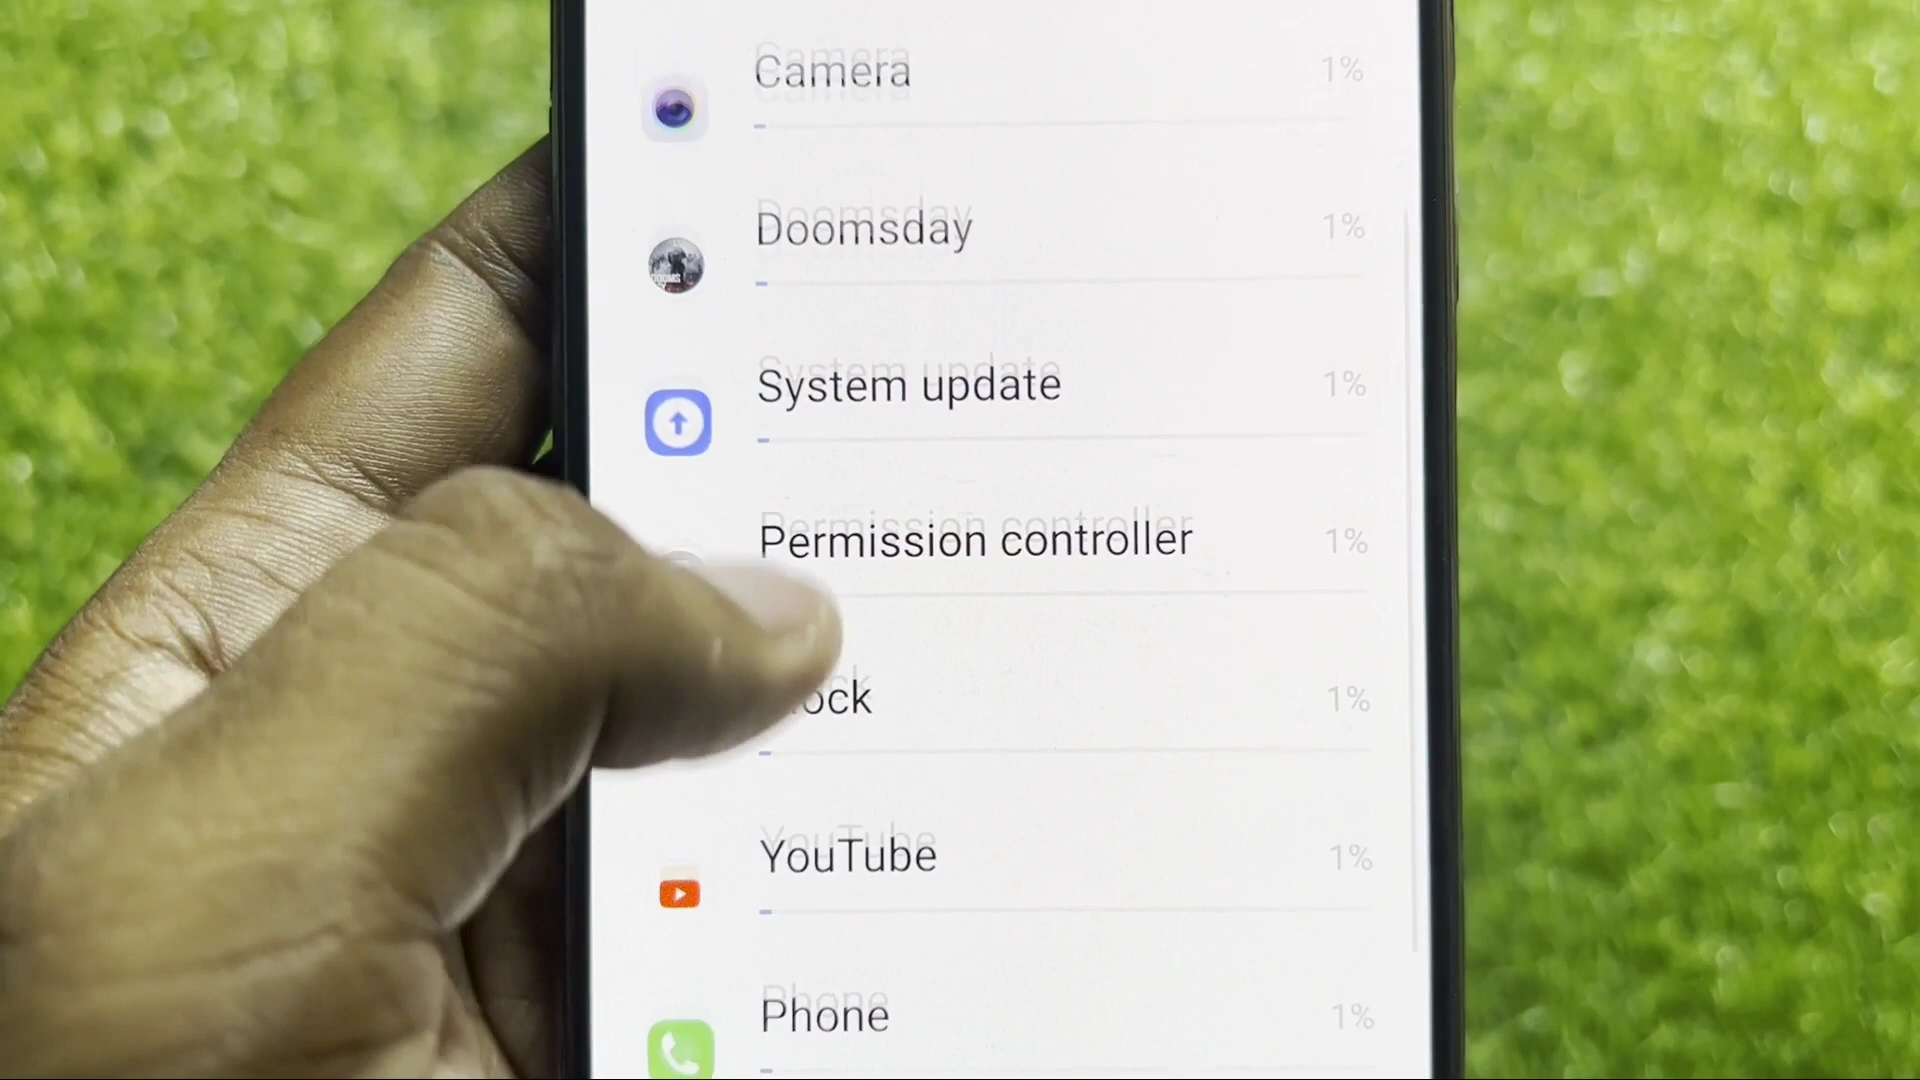 Camera
1%
Doomsday
1%
System update
1%
Permission controller
1%
ock
1%
YouTube
1%
Phone
1%